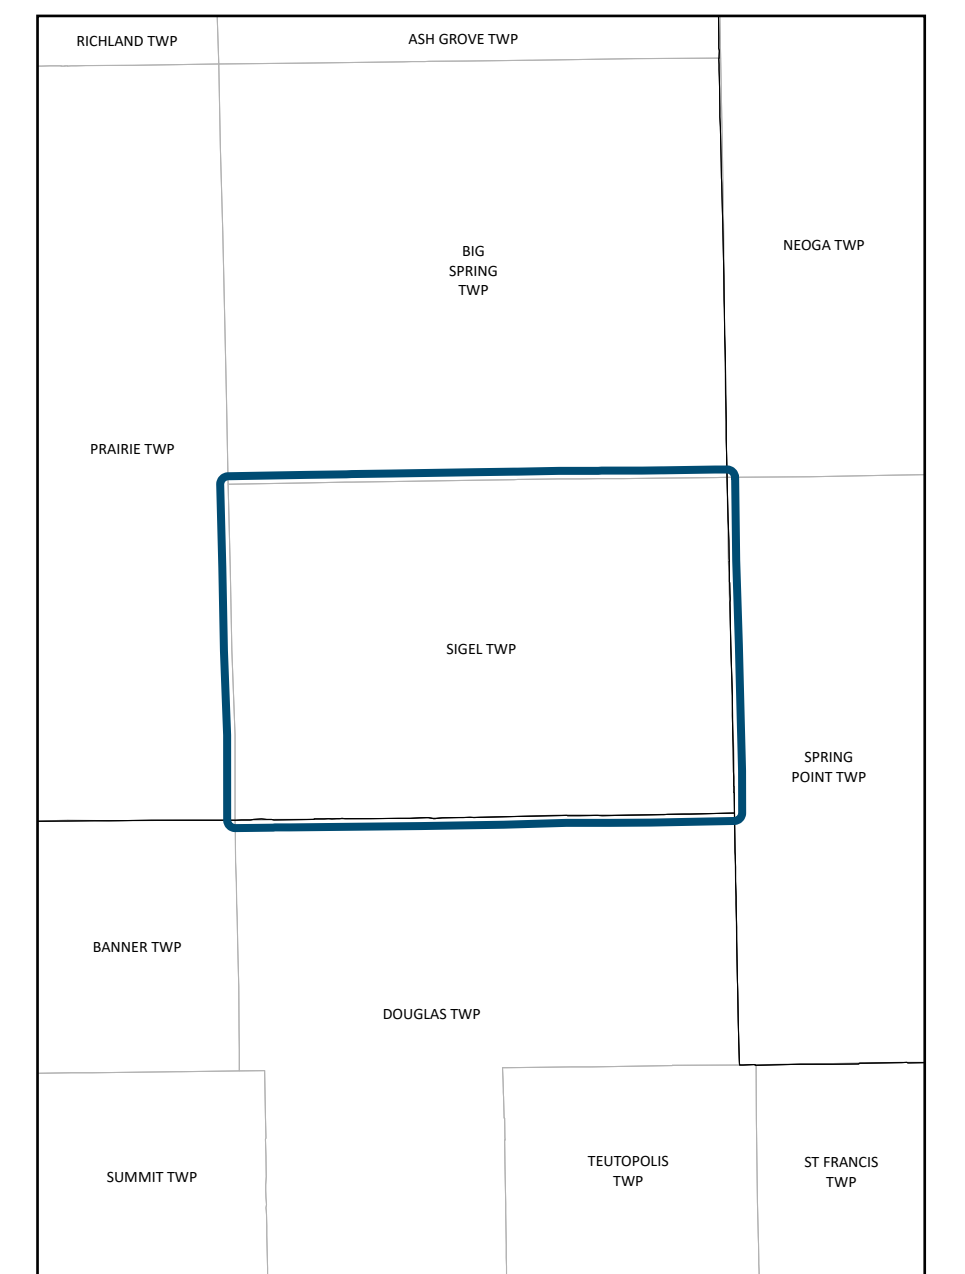 RICHLAND TWP
ASH GROVE TWP
NEOGA TWP
BIG
SPRING
TWP
PRAIRIE TWP
SIGEL TWP
SPRING
POINT TWP
BANNER TWP
DOUGLAS TWP
SUMMIT TWP
TEUTOPOLIS
TWP
ST FRANCIS
TWP